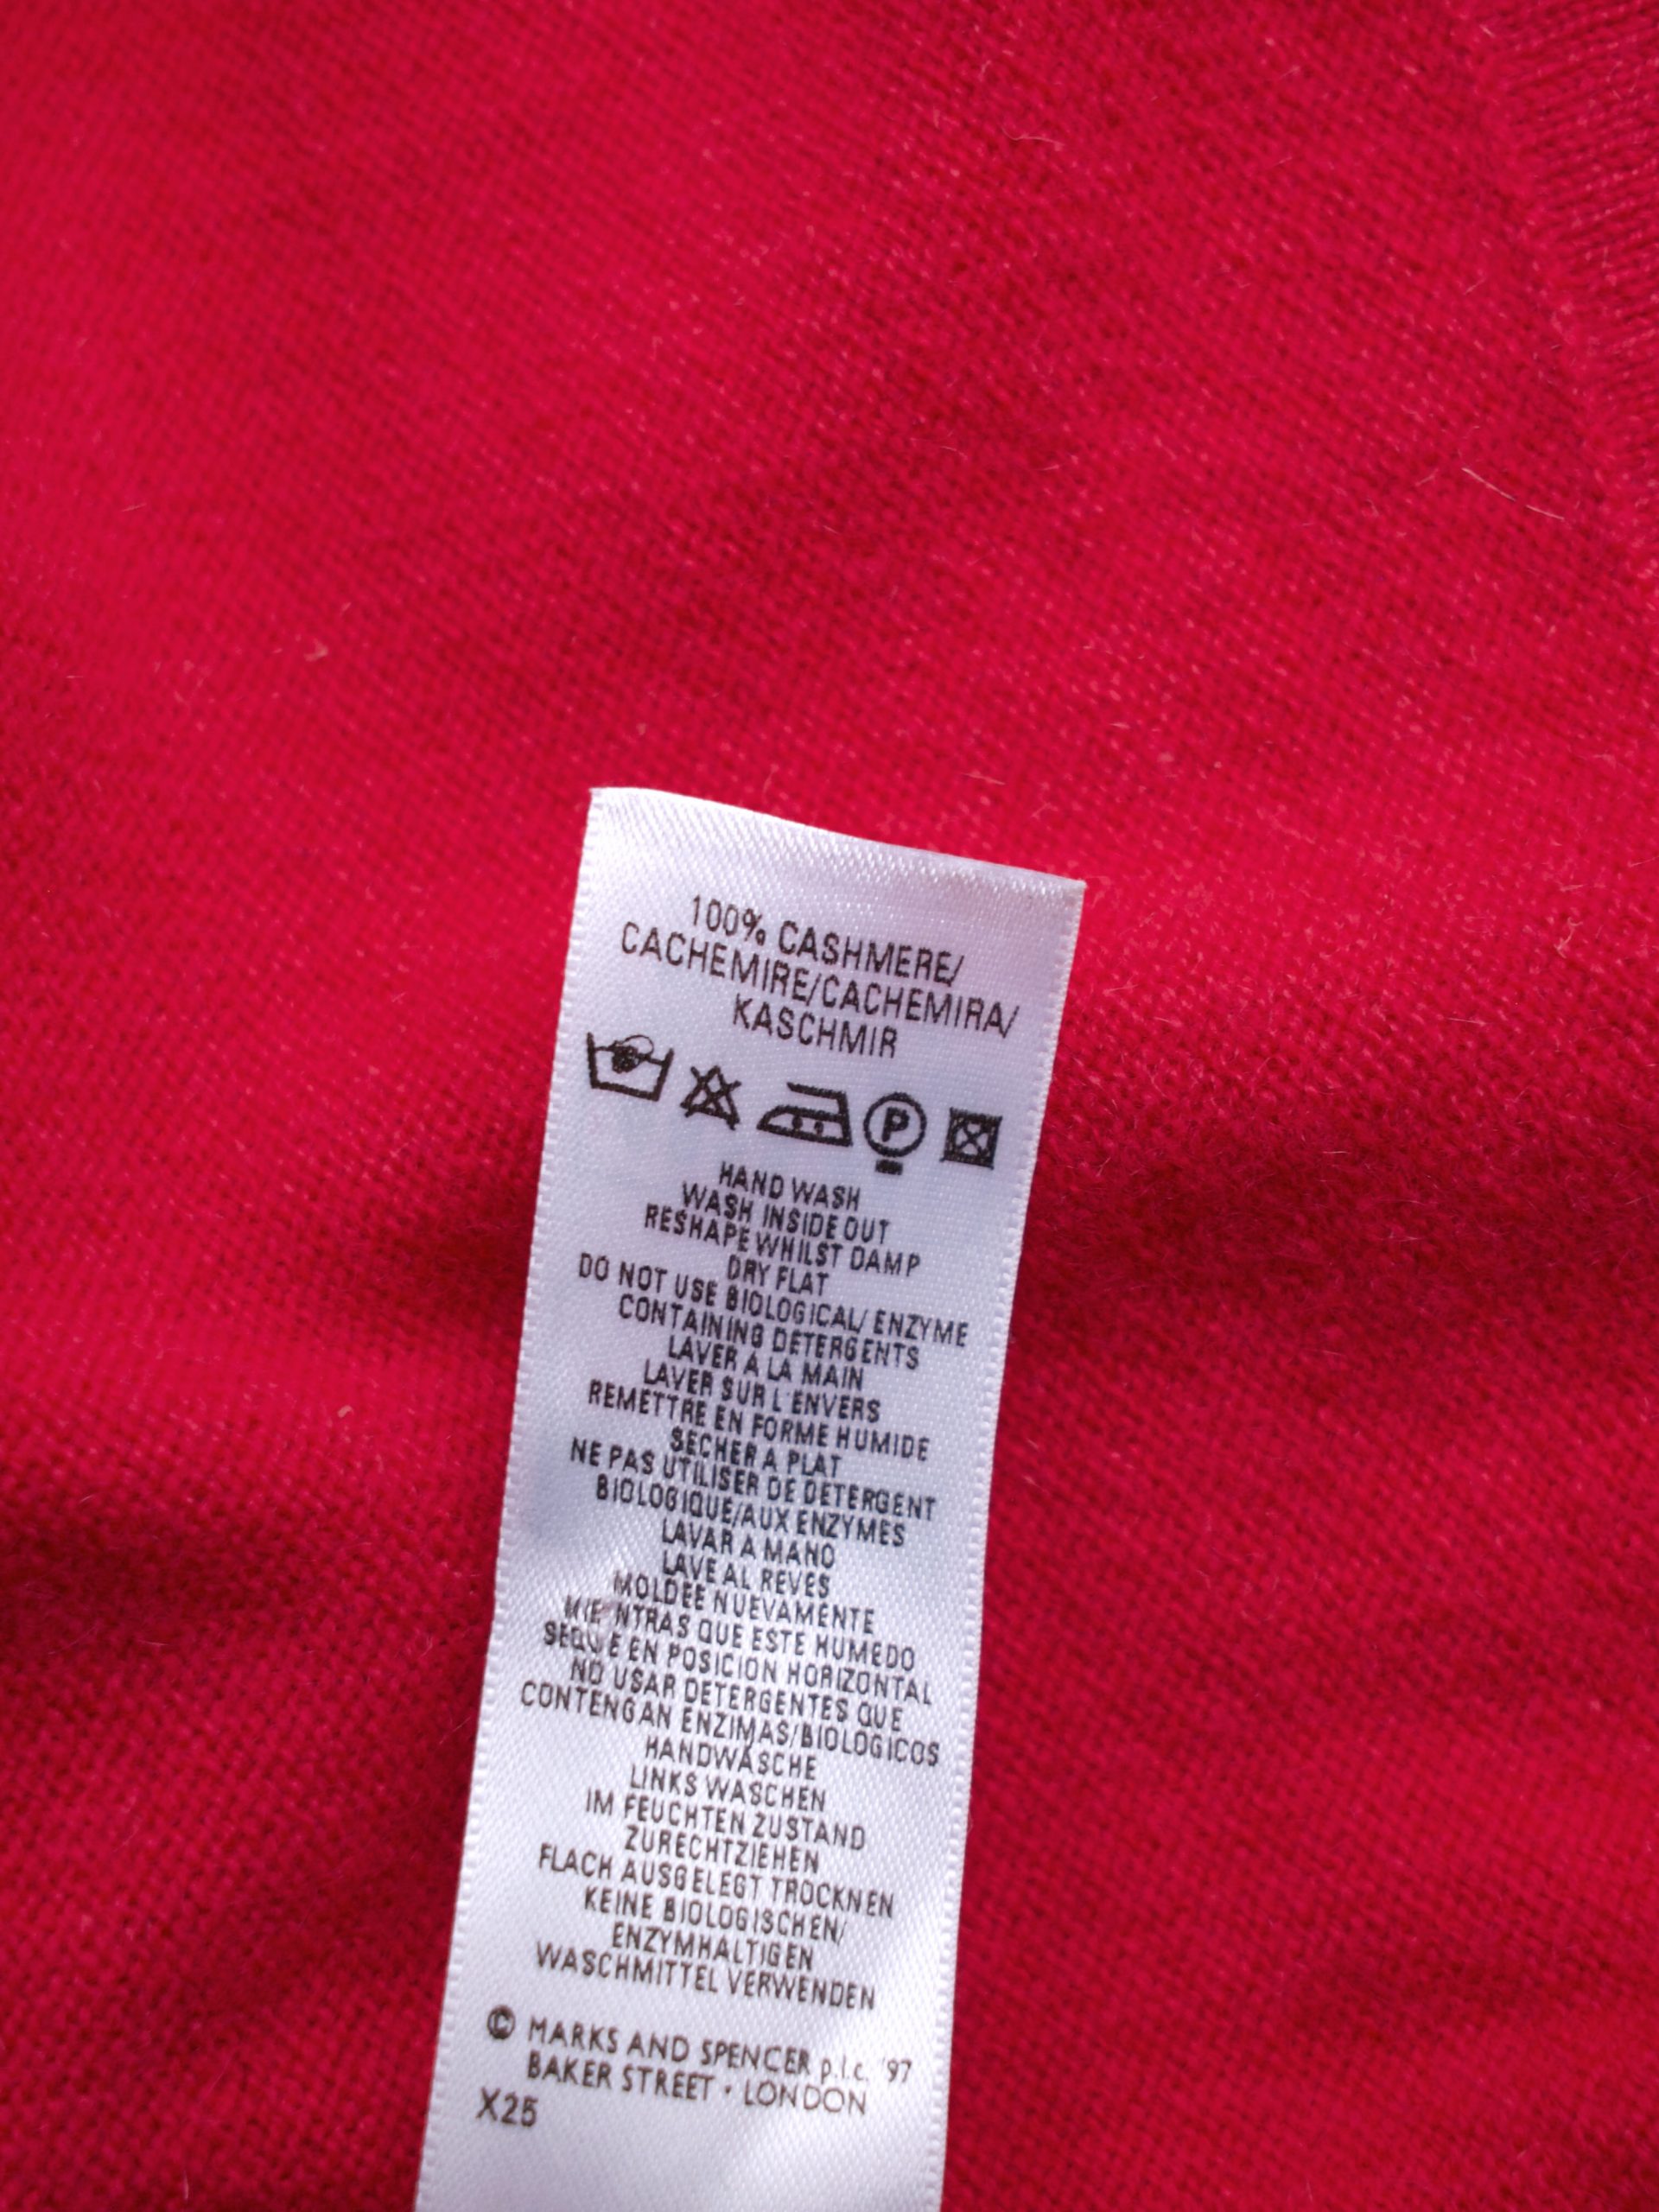 100% CASHMERE/
CACHEMIRE/CACHEMIRA/
KASCHMIR
P
HAND WASH
WASH INSIDE OUT
RESHAPE WHILST DAMP
DRY FLAT
DO NOT USE BIOLOGICAL/ ENZYME
CONTAINING DETERGENTS
LAVER A LA MAIN
LAVER SUR L'ENVERS
REMETTRE EN FORME HUMIDE
SECHER A PLAT
NE PAS UTILISER DE DETERGENT
BIOLOGIQUE/AUX ENZYMES
LAVAR A MANO
LAVE AL REVES
MOLDEE NUEVAMENTE
MIENTRAS QUE ESTE HUMEDO
SEQUE EN POSICION HORIZONTAL
NO USAR DETERGENTES QUE
CONTENGAN ENZIMAS/BIOLOGICOS
HANDWÄSCHE
LINKS WASCHEN
IM FEUCHTEN ZUSTAND
ZURECHTZIEHEN
FLACH AUSGELEGT TROCKNEN
KEINE BIOLOGISCHEN/
ENZYMHALTIGEN
WASCHMITTEL VERWENDEN
© MARKS AND SPENCER p.l.c. '97
BAKER STREET · LONDON
X25